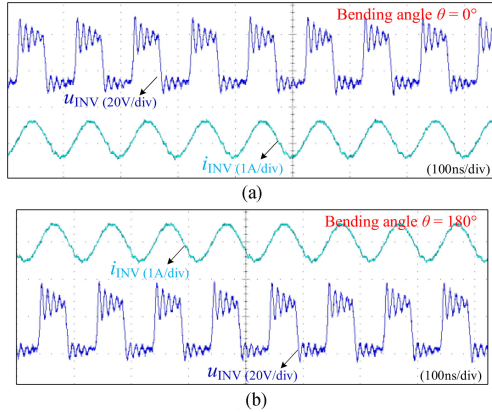 Bending angle θ = 0°
uINV (20V/div)
iINV (1A/div)
(100ns/div)
(a)
Bending angle θ = 180°
iINV (1A/div)
uINV (20V/div)
(100ns/div)
(b)